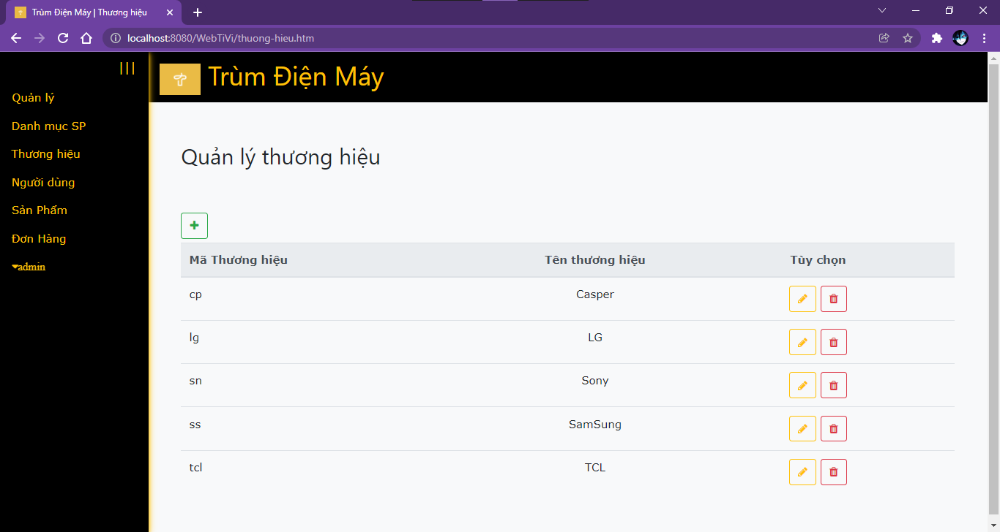 Trùm Điện Máy | Thương hiệu
localhost:8080/WebTiVi/thuong-hieu.htm
|||
Trùm Điện Máy
Quản lý
Danh mục SP
Thương hiệu
Người dùng
Sản Phẩm
Đơn Hàng
admin
Quản lý thương hiệu
Mã Thương hiệu Tên thương hiệu Tùy chọn
cp Casper
lg LG
sn Sony
ss SamSung
tcl TCL